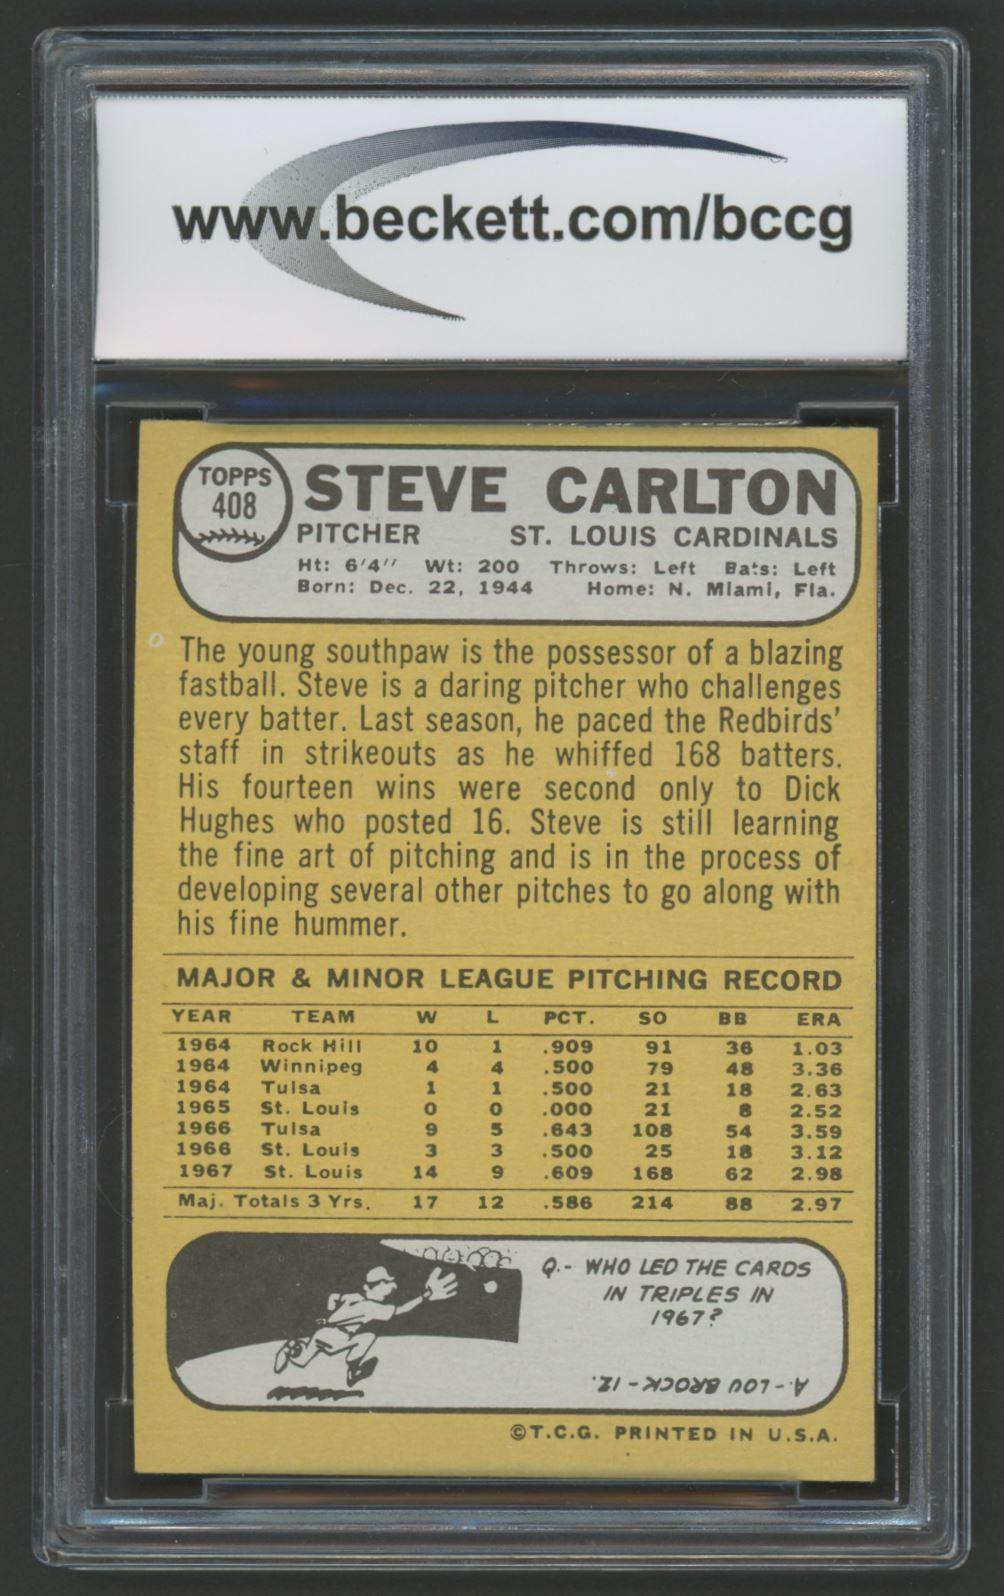 www.beckett.com/bccg
TOPPS
408
STEVE CARLTON
PITCHER ST. LOUIS CARDINALS
Ht: 6'4" Wt: 200 Throws: Left Bats: Left
Born: Dec. 22, 1944 Home: N. Miami, Fla.
The young southpaw is the possessor of a blazing
fastball. Steve is a daring pitcher who challenges
every batter. Last season, he paced the Redbirds'
staff in strikeouts as he whiffed 168 batters.
His fourteen wins were second only to Dick
Hughes who posted 16. Steve is still learning
the fine art of pitching and is in the process of
developing several other pitches to go along with
his fine hummer.
MAJOR & MINOR LEAGUE PITCHING RECORD
YEAR TEAM W L PCT. SO BB ERA
1964 Rock Hill 10 1 .909 91 36 1.03
1964 Winnipeg 4 4 .500 79 48 3.36
1964 Tulsa 1 1 .500 21 18 2.63
1965 St. Louis 0 0 .000 21 8 2.52
1966 Tulsa 9 5 .643 108 54 3.59
1966 St. Louis 3 3 .500 25 18 3.12
1967 St. Louis 14 9 .609 168 62 2.98
Maj. Totals 3 Yrs. 17 12 .586 214 88 2.97
Q.- WHO LED THE CARDS
IN TRIPLES IN
1967?
A.- LOU BROCK - 12.
©T.C.G. PRINTED IN U.S.A.